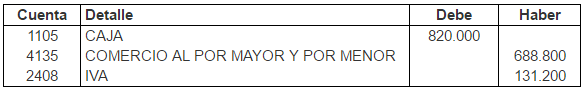 Cuenta Detalle Debe Haber
1105 CAJA 820.000
4135 COMERCIO AL POR MAYOR Y POR MENOR 688.800
2408 IVA 131.200